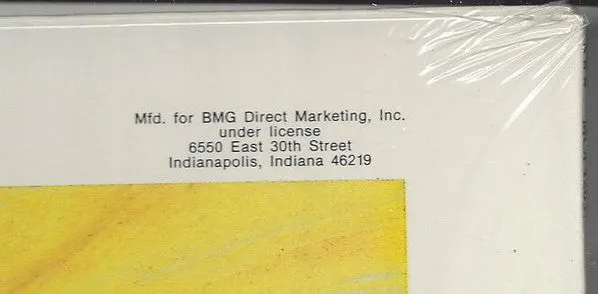 Mfd. for BMG Direct Marketing, Inc.
under license
6550 East 30th Street
Indianapolis, Indiana 46219